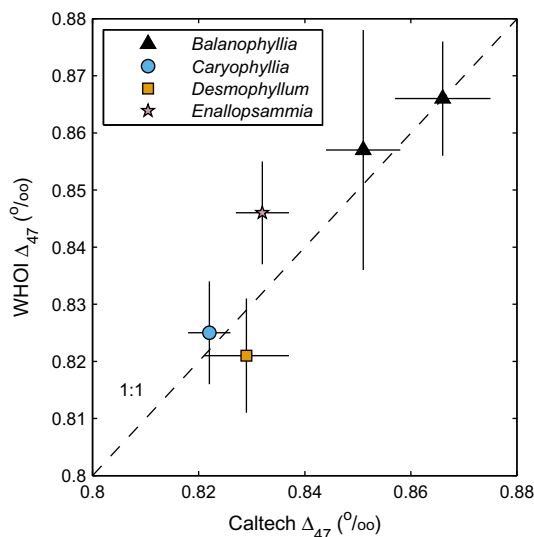 Balanophyllia
Caryophyllia
Desmophyllum
Enallopsammia
WHOI Δ47 (o/oo)
0.88
0.87
0.86
0.85
0.84
0.83
0.82
0.81
0.8
1:1
0.8 0.82 0.84 0.86 0.88
Caltech Δ47 (o/oo)